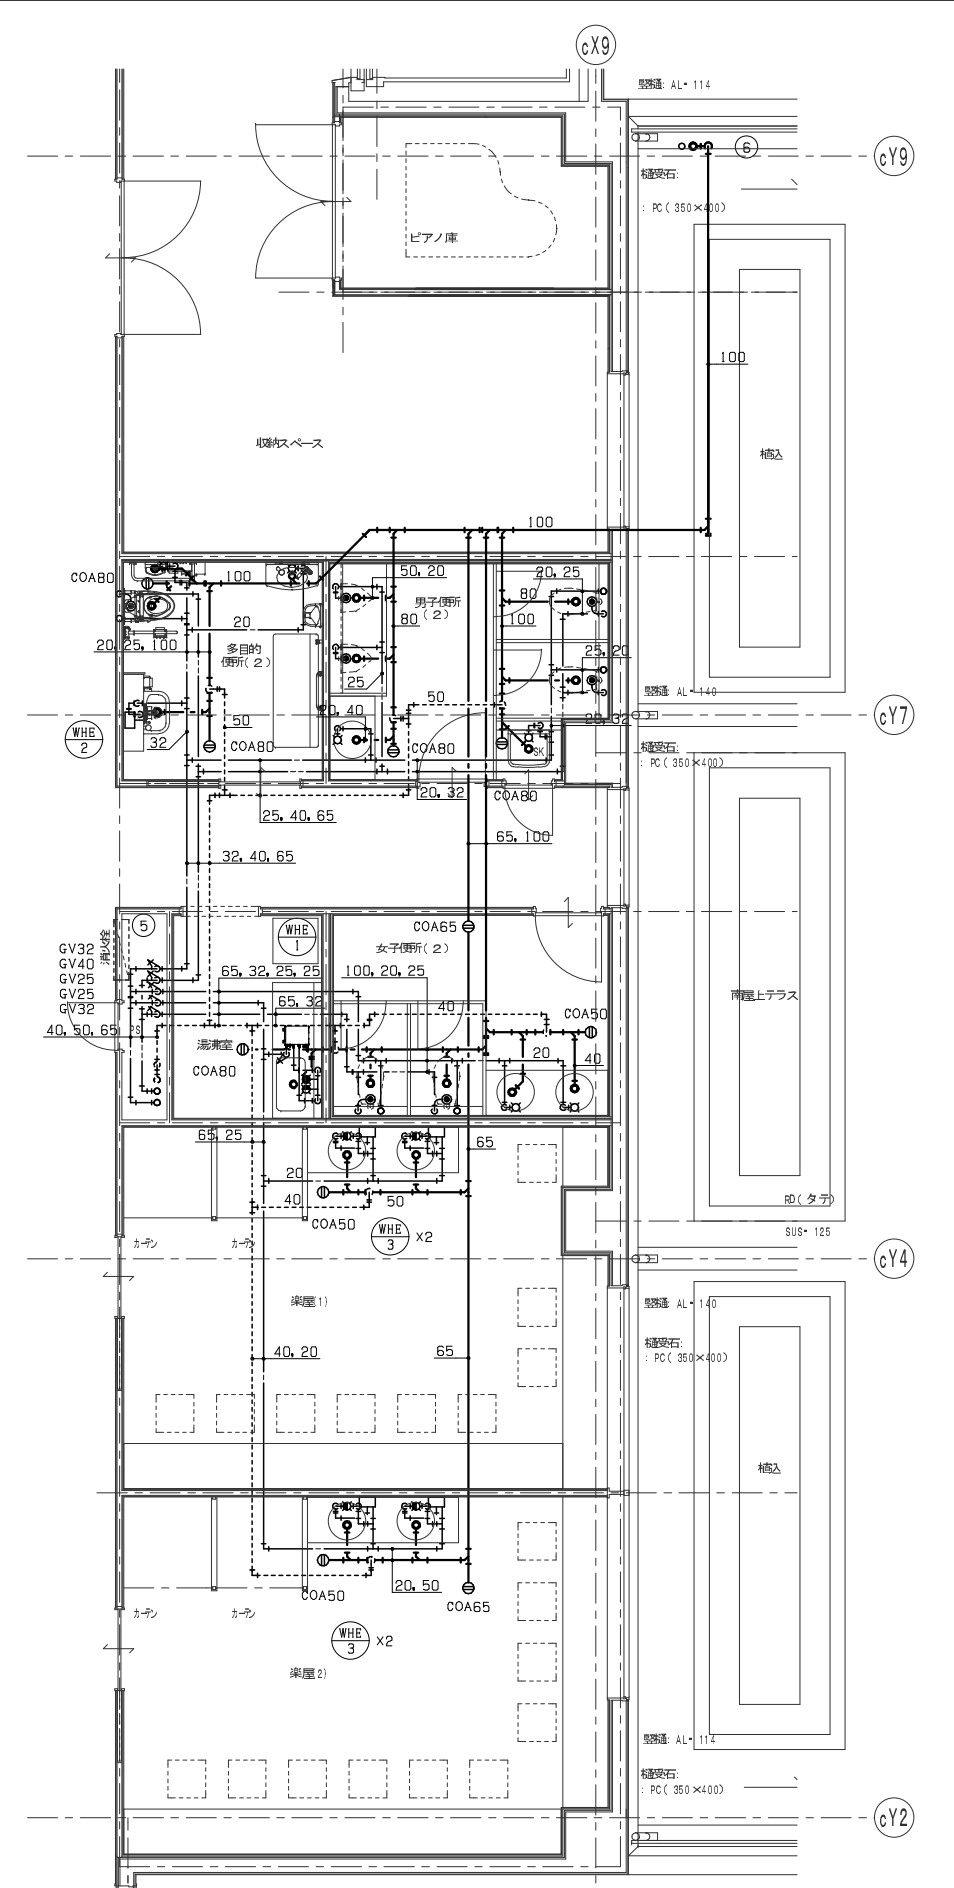 cX9
竪樋: AL-114
6
cY9
樋受石:
: PC(350×400)
ピアノ庫
100
収納スペース
植込
100
COA80
100
50,20
20,25
男子便所
(2)
80
80
100
20
20,25,100
多目的
便所(2)
25,20
25
竪樋: AL-140
50
cY7
20,32
50
WHE
2
32
COA80
COA80
SK
樋受石:
: PC(350×400)
20,32
COA80
25,40,65
65,100
32,40,65
5
WHE
1
COA65
女子便所(2)
消火栓
GV32
GV40
GV25
GV25
GV32
65,32,25,25
100,20,25
南屋上テラス
65,32
40
COA50
40,50,65
PS
湯沸室
COA80
20
40
65,25
65
20
40
50
RD(タテ)
COA50
WHE
3
X2
SUS-125
カーテン
カーテン
cY4
楽屋(1)
竪樋: AL-140
樋受石:
: PC(350×400)
40,20
65
植込
20,50
COA50
COA65
カーテン
カーテン
WHE
3
X2
楽屋2)
竪樋: AL-114
樋受石:
: PC(350×400)
cY2